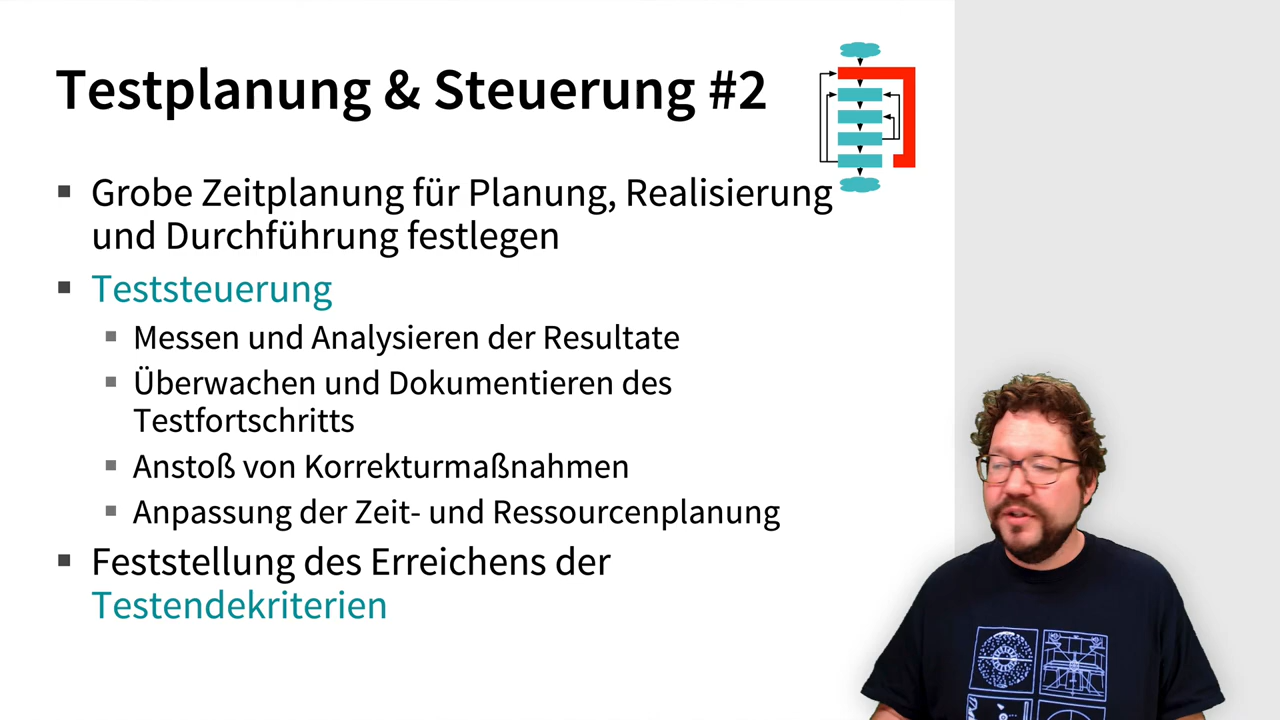 Testplanung & Steuerung #2
Grobe Zeitplanung für Planung, Realisierung
und Durchführung festlegen
Teststeuerung
Messen und Analysieren der Resultate
Überwachen und Dokumentieren des
Testfortschritts
Anstoß von Korrekturmaßnahmen
Anpassung der Zeit- und Ressourcenplanung
Feststellung des Erreichens der
Testendekriterien